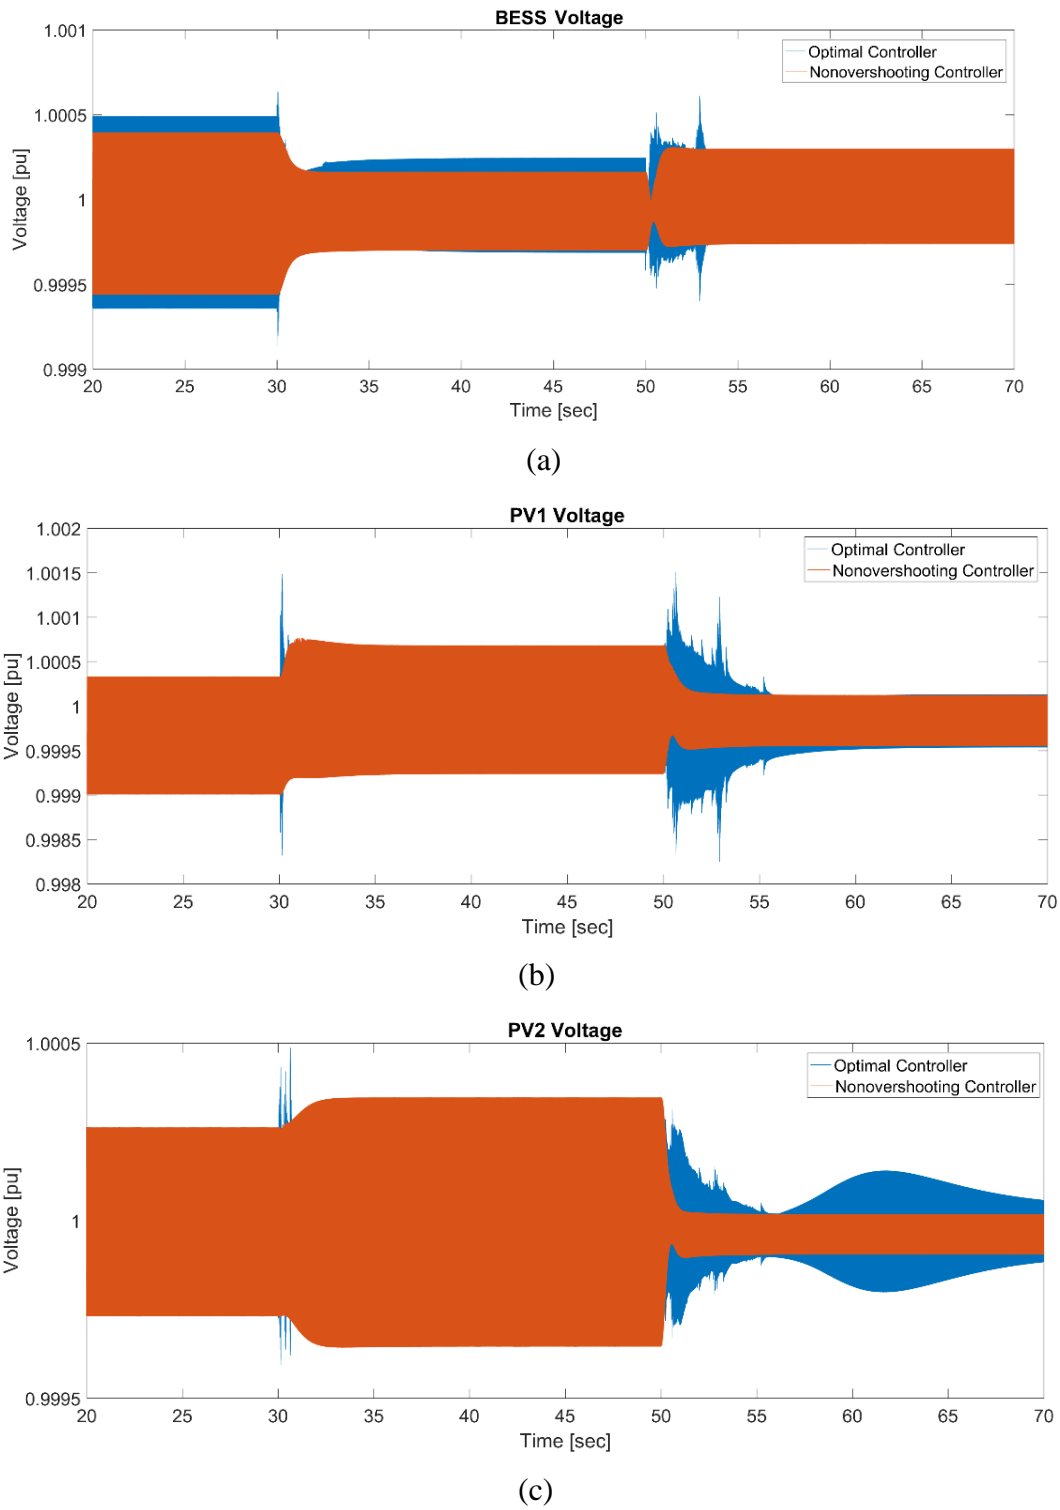 BESS Voltage
1.001
1.0005
1
0.9995
0.999
Voltage [pu]
Optimal Controller
Nonovershooting Controller
20 25 30 35 40 45 50 55 60 65 70
Time [sec]
(a)
PV1 Voltage
1.002
1.0015
1.001
1.0005
1
0.9995
0.999
0.9985
0.998
Voltage [pu]
Optimal Controller
Nonovershooting Controller
20 25 30 35 40 45 50 55 60 65 70
Time [sec]
(b)
PV2 Voltage
1.0005
1
0.9995
Voltage [pu]
Optimal Controller
Nonovershooting Controller
20 25 30 35 40 45 50 55 60 65 70
Time [sec]
(c)